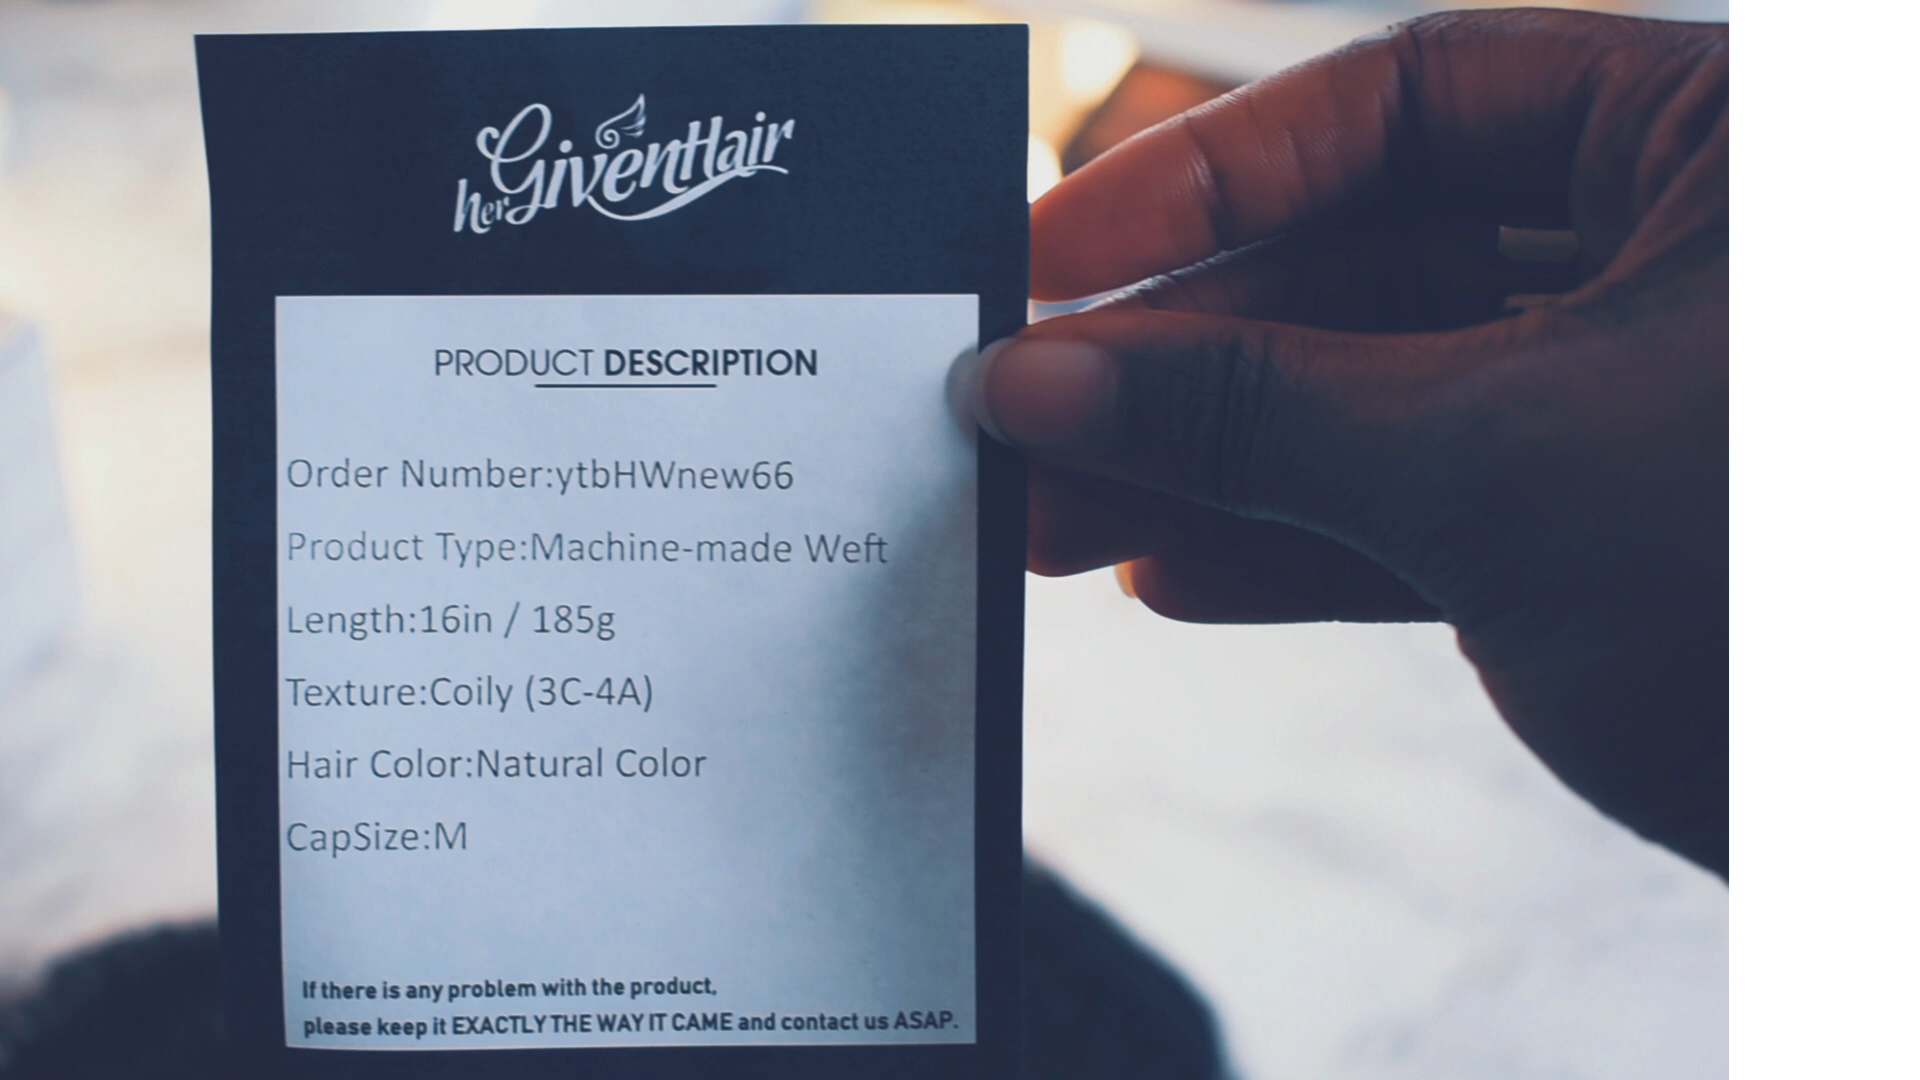 herGivenHair
PRODUCT DESCRIPTION
Order Number:ytbHWnew66
Product Type:Machine-made Weft
Length:16in / 185g
Texture:Coily (3C-4A)
Hair Color:Natural Color
CapSize:M
If there is any problem with the product,
please keep it EXACTLY THE WAY IT CAME and contact us ASAP.